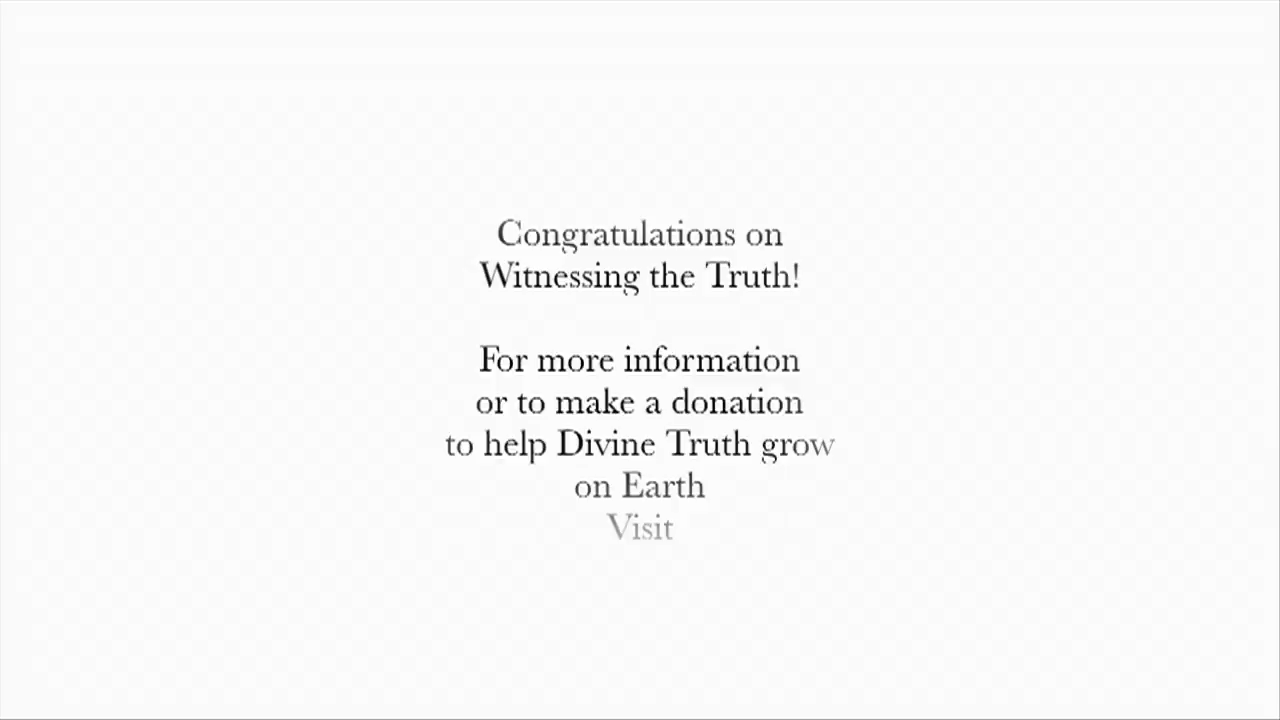 Congratulations on
Witnessing the Truth!
For more information
or to make a donation
to help Divine Truth grow
on Earth
Visit